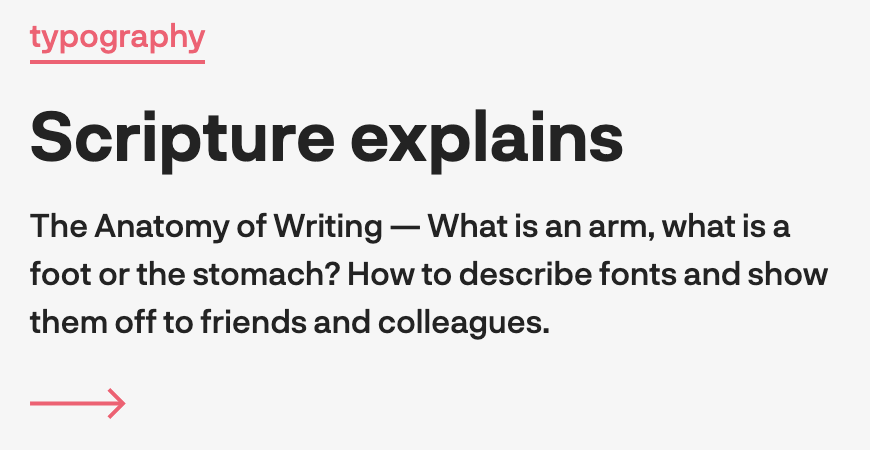 typography
Scripture explains
The Anatomy of Writing — What is an arm, what is a
foot or the stomach? How to describe fonts and show
them off to friends and colleagues.